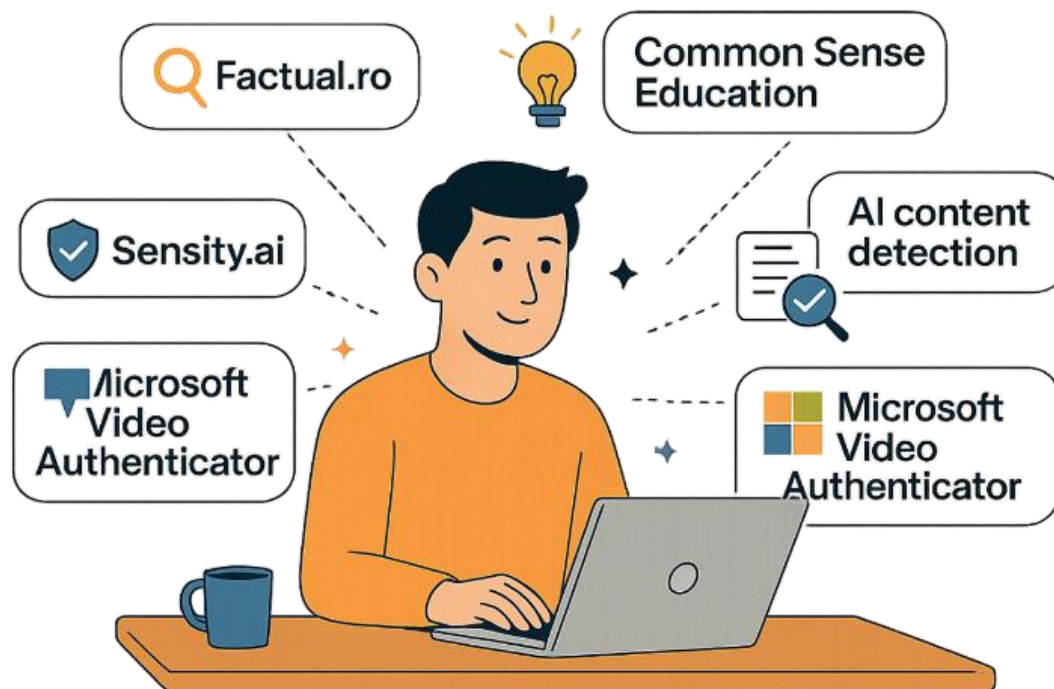 Factual.ro
Common Sense
Education
Sensity.ai
AI content
detection
Microsoft
Video
Authenticator
Microsoft
Video
Authenticator